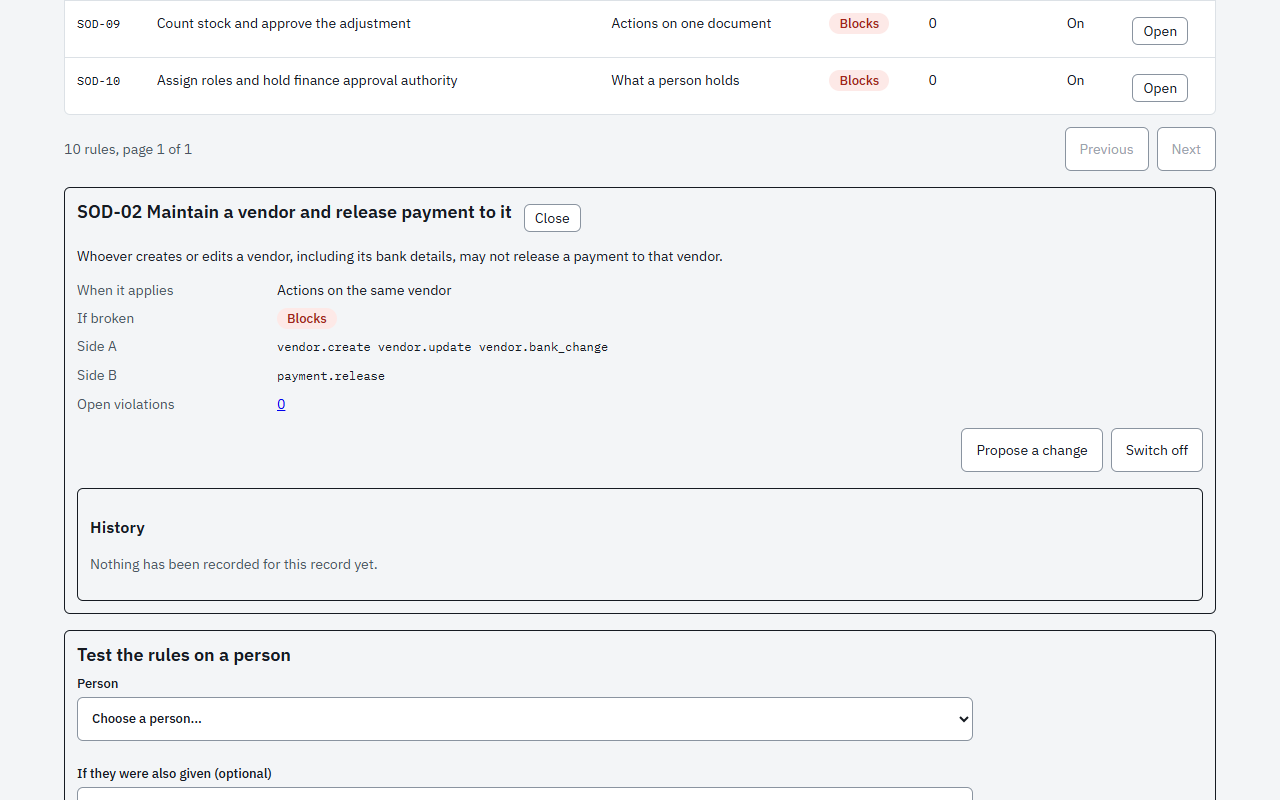 SOD-09 Count stock and approve the adjustment Actions on one document Blocks 0 On Open
SOD-10 Assign roles and hold finance approval authority What a person holds Blocks 0 On Open
10 rules, page 1 of 1 Previous Next
SOD-02 Maintain a vendor and release payment to it Close
Whoever creates or edits a vendor, including its bank details, may not release a payment to that vendor.
When it applies Actions on the same vendor
If broken Blocks
Side A vendor.create vendor.update vendor.bank_change
Side B payment.release
Open violations 0
Propose a change Switch off
History
Nothing has been recorded for this record yet.
Test the rules on a person
Person
Choose a person...
If they were also given (optional)